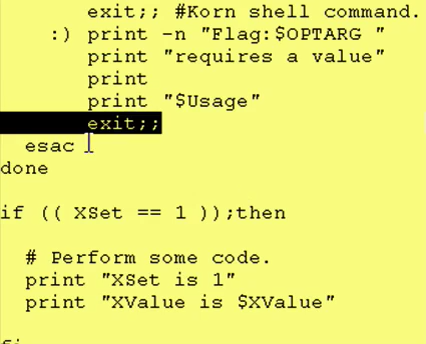 exit;; #Korn shell command.
:) print -n "Flag:$OPTARG "
print "requires a value"
print
print "$Usage"
exit;;
esac
done
if (( XSet == 1 ));then
# Perform some code.
print "XSet is 1"
print "XValue is $XValue"